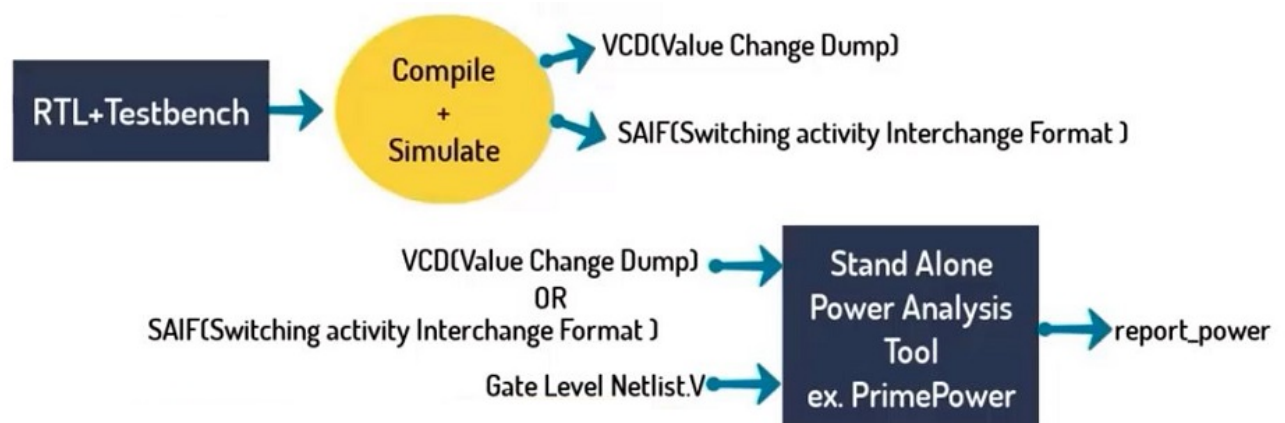 RTL+Testbench
Compile
+
Simulate
VCD(Value Change Dump)
SAIF(Switching activity Interchange Format )
VCD(Value Change Dump)
OR
SAIF(Switching activity Interchange Format )
Gate Level Netlist.V
Stand Alone
Power Analysis
Tool
ex. PrimePower
report_power